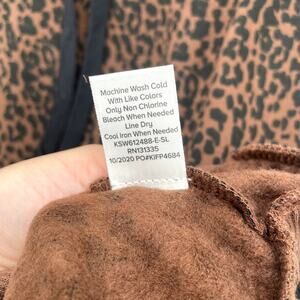 Machine Wash Cold
With Like Colors
Only Non Chlorine
Bleach When Needed
Line Dry
Cool Iron When Needed
KSW612488-E-SL
RN131335
10/2020 PO#KJFP4684